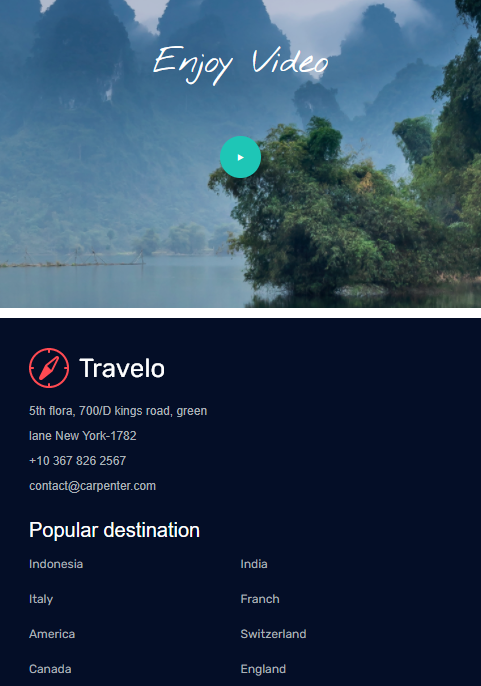 Enjoy Video
Travelo
5th flora, 700/D kings road, green
lane New York-1782
+10 367 826 2567
contact@carpenter.com
Popular destination
Indonesia
India
Italy
Franch
America
Switzerland
Canada
England